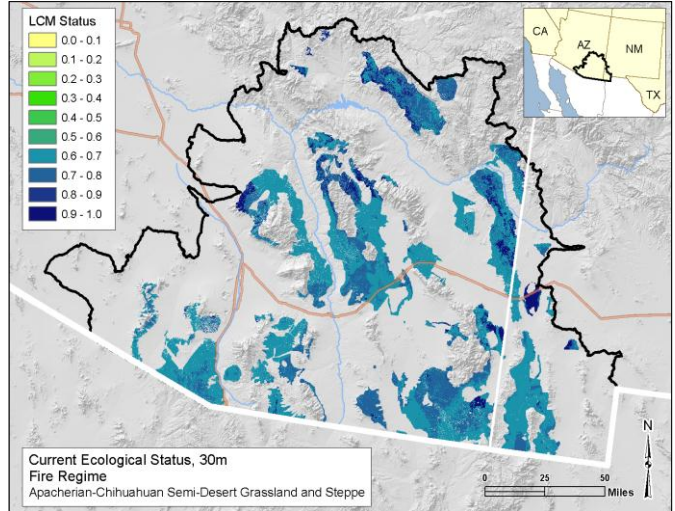 LCM Status
0.0 - 0.1
0.1 - 0.2
0.2 - 0.3
0.3 - 0.4
0.4 - 0.5
0.5 - 0.6
0.6 - 0.7
0.7 - 0.8
0.8 - 0.9
0.9 - 1.0
CA
AZ
NM
TX
Current Ecological Status, 30m
Fire Regime
Apacherian-Chihuahuan Semi-Desert Grassland and Steppe
N
0 25 50
Miles